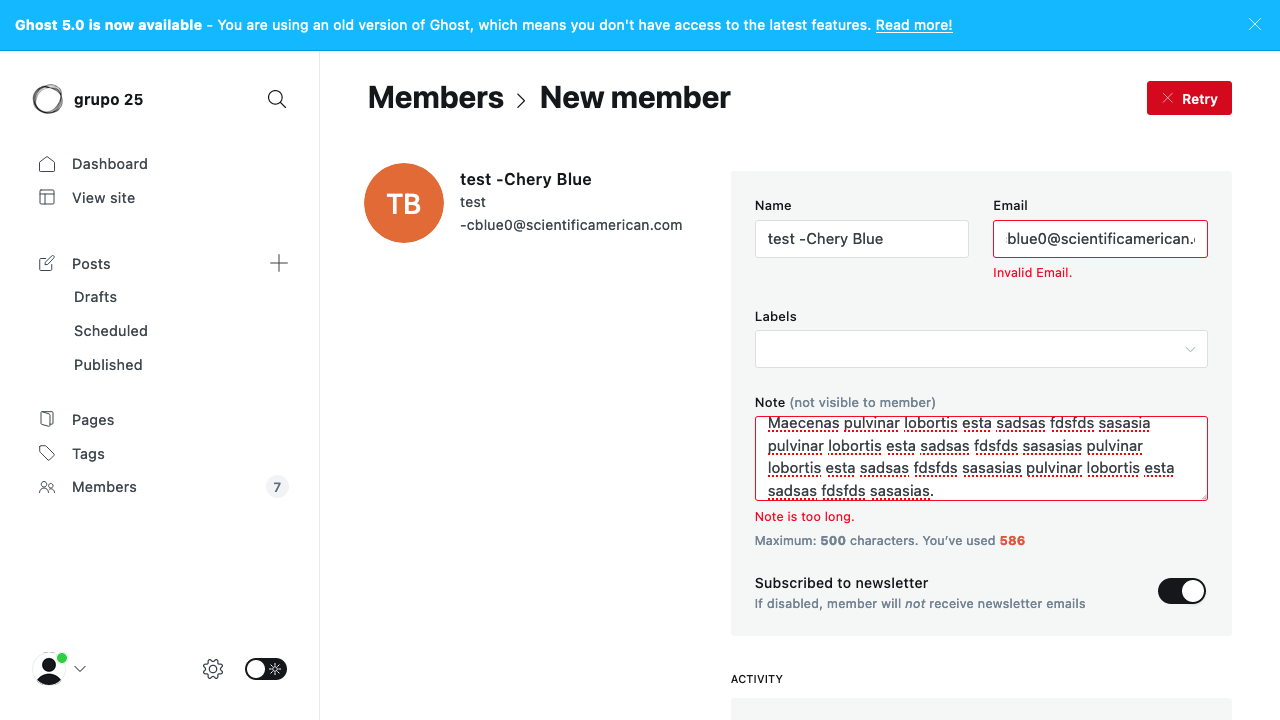 Ghost 5.0 is now available - You are using an old version of Ghost, which means you don't have access to the latest features. Read more!
grupo 25
Dashboard
View site
Posts
Drafts
Scheduled
Published
Pages
Tags
Members 7
Members > New member
Retry
TB
test -Chery Blue
test
-cblue0@scientificamerican.com
Name
test -Chery Blue
Email
blue0@scientificamerican.
Invalid Email.
Labels
Note (not visible to member)
Maecenas pulvinar lobortis esta sadsas fdsfds sasasia
pulvinar lobortis esta sadsas fdsfds sasasias pulvinar
lobortis esta sadsas fdsfds sasasias pulvinar lobortis esta
sadsas fdsfds sasasias.
Note is too long.
Maximum: 500 characters. You’ve used 586
Subscribed to newsletter
If disabled, member will not receive newsletter emails
ACTIVITY